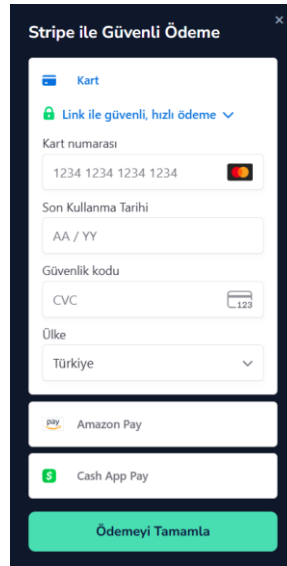 ×
Stripe ile Güvenli Ödeme
Kart
Link ile güvenli, hızlı ödeme
Kart numarası
1234 1234 1234 1234
Son Kullanma Tarihi
AA / YY
Güvenlik kodu
CVC
123
Ülke
Türkiye
pay
Amazon Pay
$
Cash App Pay
Ödemeyi Tamamla